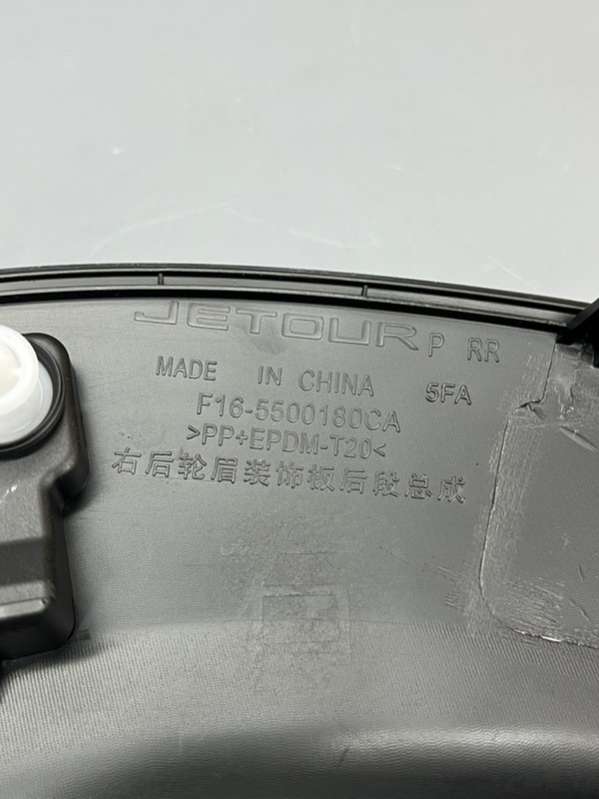 JETOUR P RR
MADE IN CHINA 5FA
F16-5500180CA
>PP+EPDM-T20<
右后轮眉装饰板后段总成